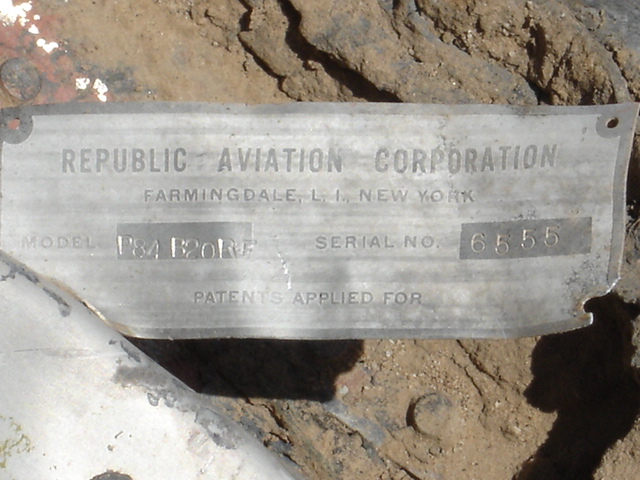 REPUBLIC AVIATION CORPORATION
FARMINGDALE, L. I., NEW YORK
MODEL P84 B20RE SERIAL NO. 6555
PATENTS APPLIED FOR